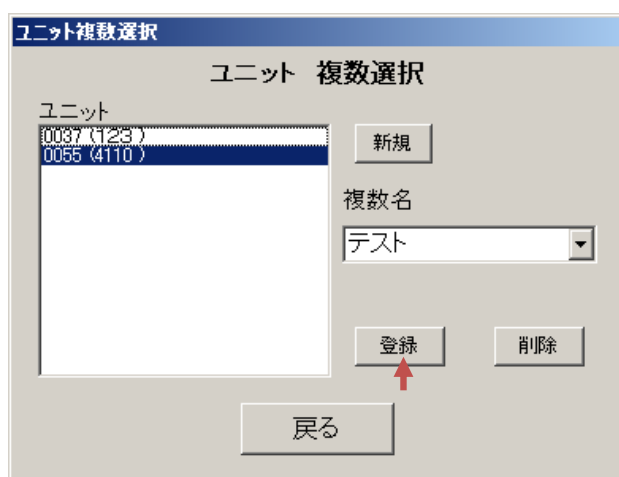 ユニット複数選択
ユニット 複数選択
ユニット
0037 (123 )
0055 (4110 )
新規
複数名
テスト
登録
削除
戻る